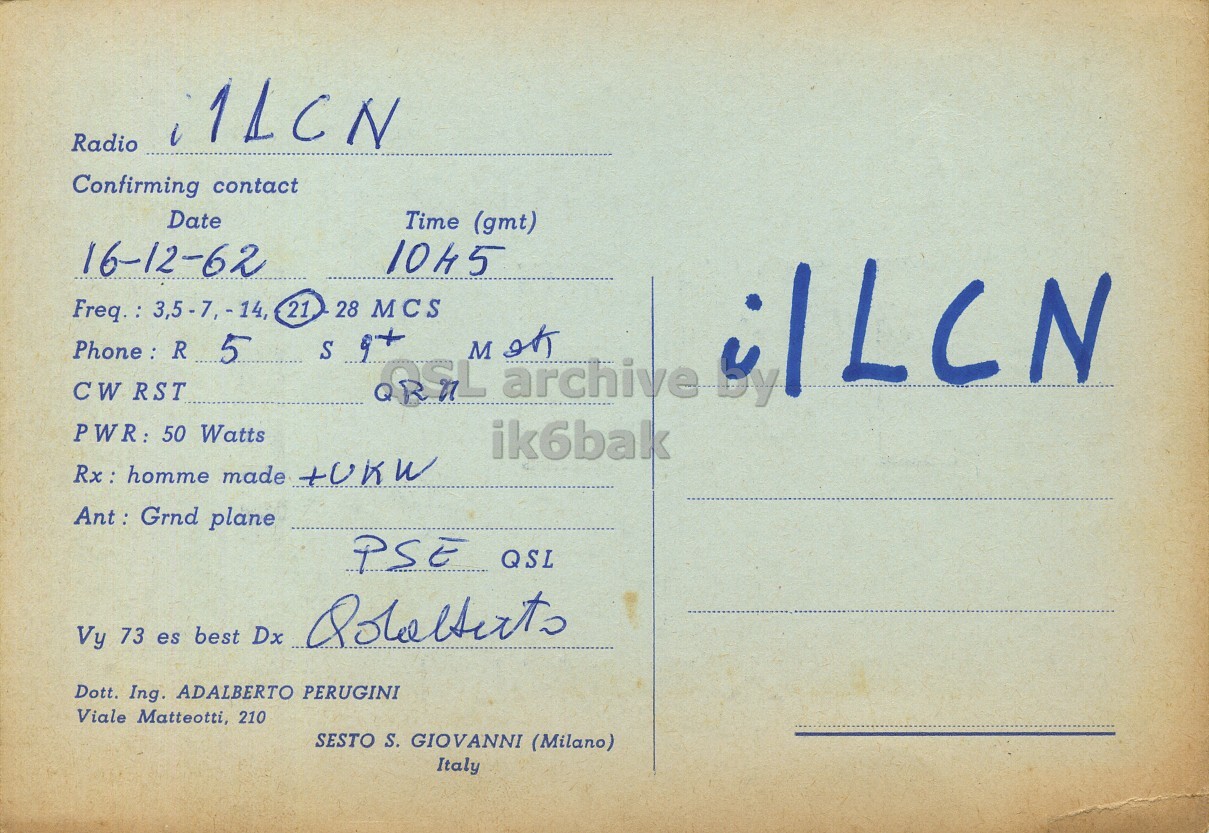 Radio i1LCN
Confirming contact
Date Time (gmt)
16-12-62 1045
Freq. : 3,5 - 7, - 14, - 21 - 28 MCS
Phone : R 5 S 9+ M ok
CW RST QRM
PWR : 50 Watts
Rx : homme made + UKW
Ant : Grnd plane
PSE QSL
Vy 73 es best Dx Adalberto
Dott. Ing. ADALBERTO PERUGINI
Viale Matteotti, 210
SESTO S. GIOVANNI (Milano)
Italy
i1LCN
QSL archive by
ik6bak